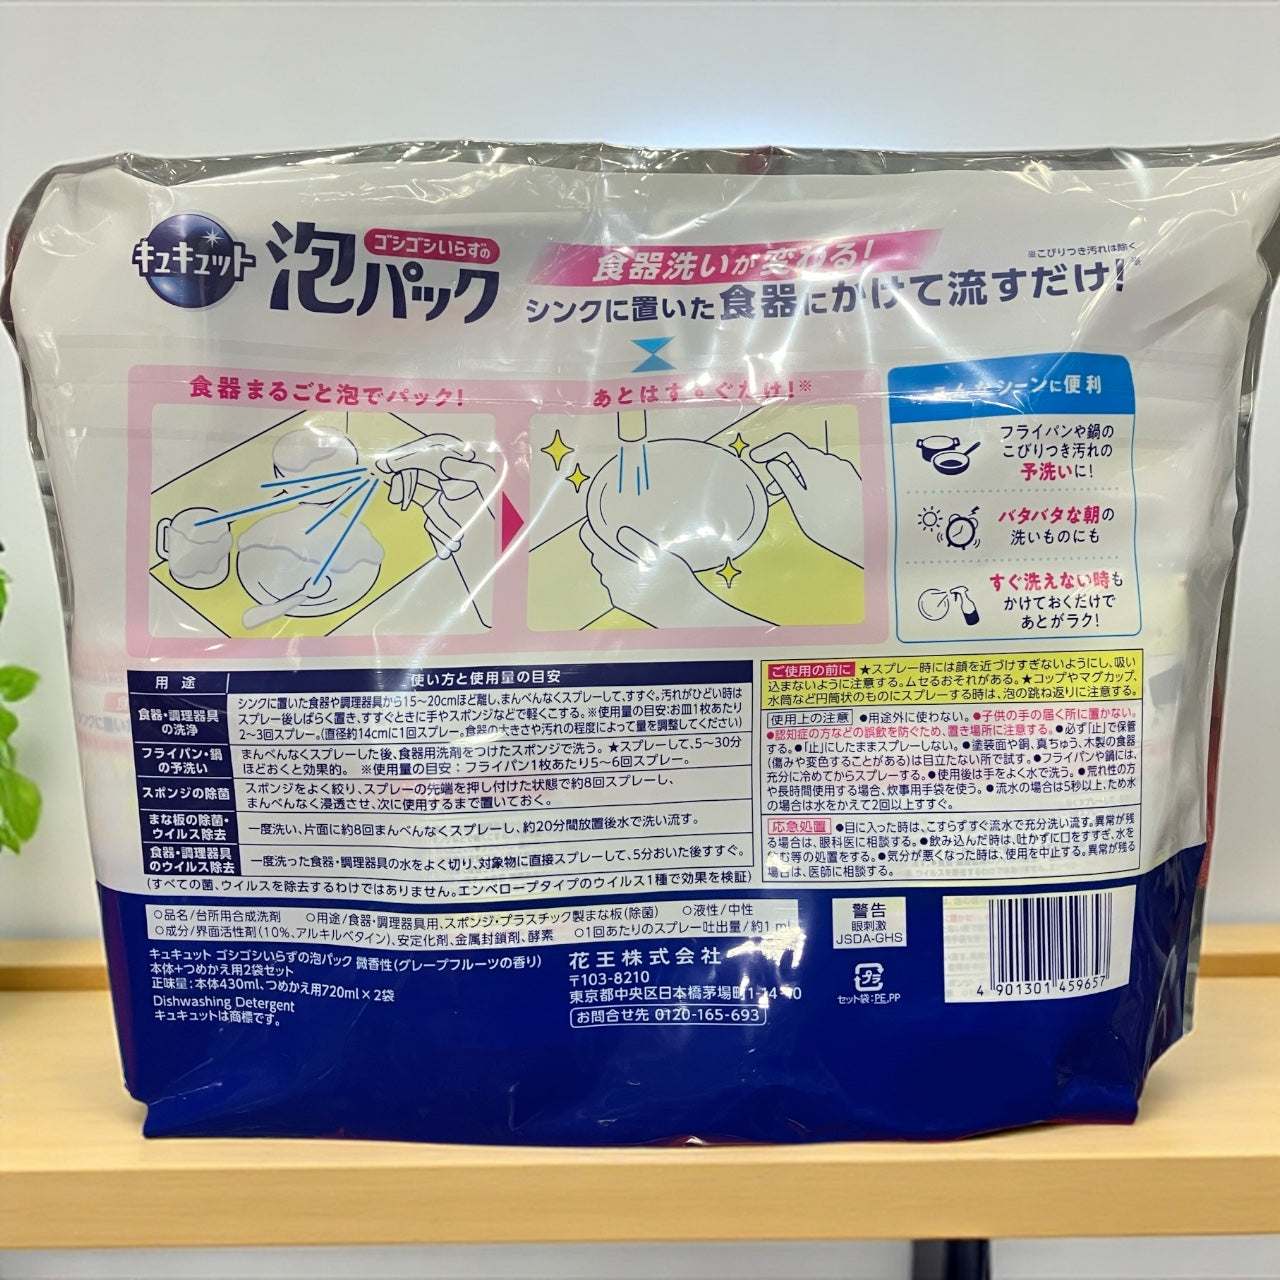 キュキュット
ゴシゴシいらずの
泡パック
食器洗いが変わる!
※こびりつき汚れは除く
シンクに置いた食器にかけて流すだけ!※
食器まるごと泡でパック!
あとはすすぐだけ!※
こんなシーンに便利
フライパンや鍋の
こびりつき汚れの
予洗いに!
バタバタな朝の
洗いものにも
すぐ洗えない時も
かけておくだけで
あとがラク!
用途
使い方と使用量の目安
食器・調理器具の洗浄
シンクに置いた食器や調理器具から15〜20cmほど離し、まんべんなくスプレーして、すすぐ。汚れがひどい時は
スプレー後しばらく置き、すすぐときに手やスポンジなどで軽くこする。※使用量の目安:お皿1枚あたり
2〜3回スプレー。(直径約14cmに1回スプレー。食器の大きさや汚れの程度によって量を調整してください)
フライパン・鍋の予洗い
まんべんなくスプレーした後、食器用洗剤をつけたスポンジで洗う。★スプレーして、5〜30分
ほどおくと効果的。 ※使用量の目安:フライパン1枚あたり5〜6回スプレー。
スポンジの除菌
スポンジをよく絞り、スプレーの先端を押し付けた状態で約8回スプレーし、
まんべんなく浸透させ、次に使用するまで置いておく。
まな板の除菌・ウイルス除去
一度洗い、片面に約8回まんべんなくスプレーし、約20分間放置後水で洗い流す。
食器・調理器具のウイルス除去
一度洗った食器・調理器具の水をよく切り、対象物に直接スプレーして、5分おいた後すすぐ。
(すべての菌、ウイルスを除去するわけではありません。エンベロープタイプのウイルス1種で効果を検証)
ご使用の前に ★スプレー時には顔を近づけすぎないようにし、吸い
込まないように注意する。ムセるおそれがある。★コップやマグカップ、
水筒など円筒状のものにスプレーする時は、泡の跳ね返りに注意する。
使用上の注意 ●用途外に使わない。●子供の手の届く所に置かない。
●認知症の方などの誤飲を防ぐため、置き場所に注意する。●必ず「止」で保管
する。●「止」にしたままスプレーしない。●塗装面や銅、真ちゅう、木製の食器
(傷みや変色することがある)は目立たない所で試す。●フライパンや鍋には、
充分に冷めてからスプレーする。●使用後は手をよく水で洗う。●荒れ性の方
や長時間使用する場合、炊事用手袋を使う。●流水の場合は5秒以上、ため水
の場合は水をかえて2回以上すすぐ。
応急処置 ●目に入った時は、こすらずすぐ流水で充分洗い流す。異常が残
る場合は、眼科医に相談する。●飲み込んだ時は、吐かずに口をすすぎ、水を
飲む等の処置をする。●気分が悪くなった時は、使用を中止する。異常が残る
場合は、医師に相談する。
○品名/台所用合成洗剤 ○用途/食器・調理器具用、スポンジ・プラスチック製まな板(除菌) ○液性/中性
○成分/界面活性剤(10%、アルキルベタイン)、安定化剤、金属封鎖剤、酵素 ○1回あたりのスプレー吐出量/約1mL
キュキュット ゴシゴシいらずの泡パック 微香性(グレープフルーツの香り)
本体+つめかえ用2袋セット
正味量:本体430ml、つめかえ用720ml×2袋
Dishwashing Detergent
キュキュットは商標です。
花王株式会社
〒103-8210
東京都中央区日本橋茅場町1-14-10
お問合せ先 0120-165-693
警告
眼刺激
JSDA-GHS
プラ
セット袋:PE,PP
4 901301 459657